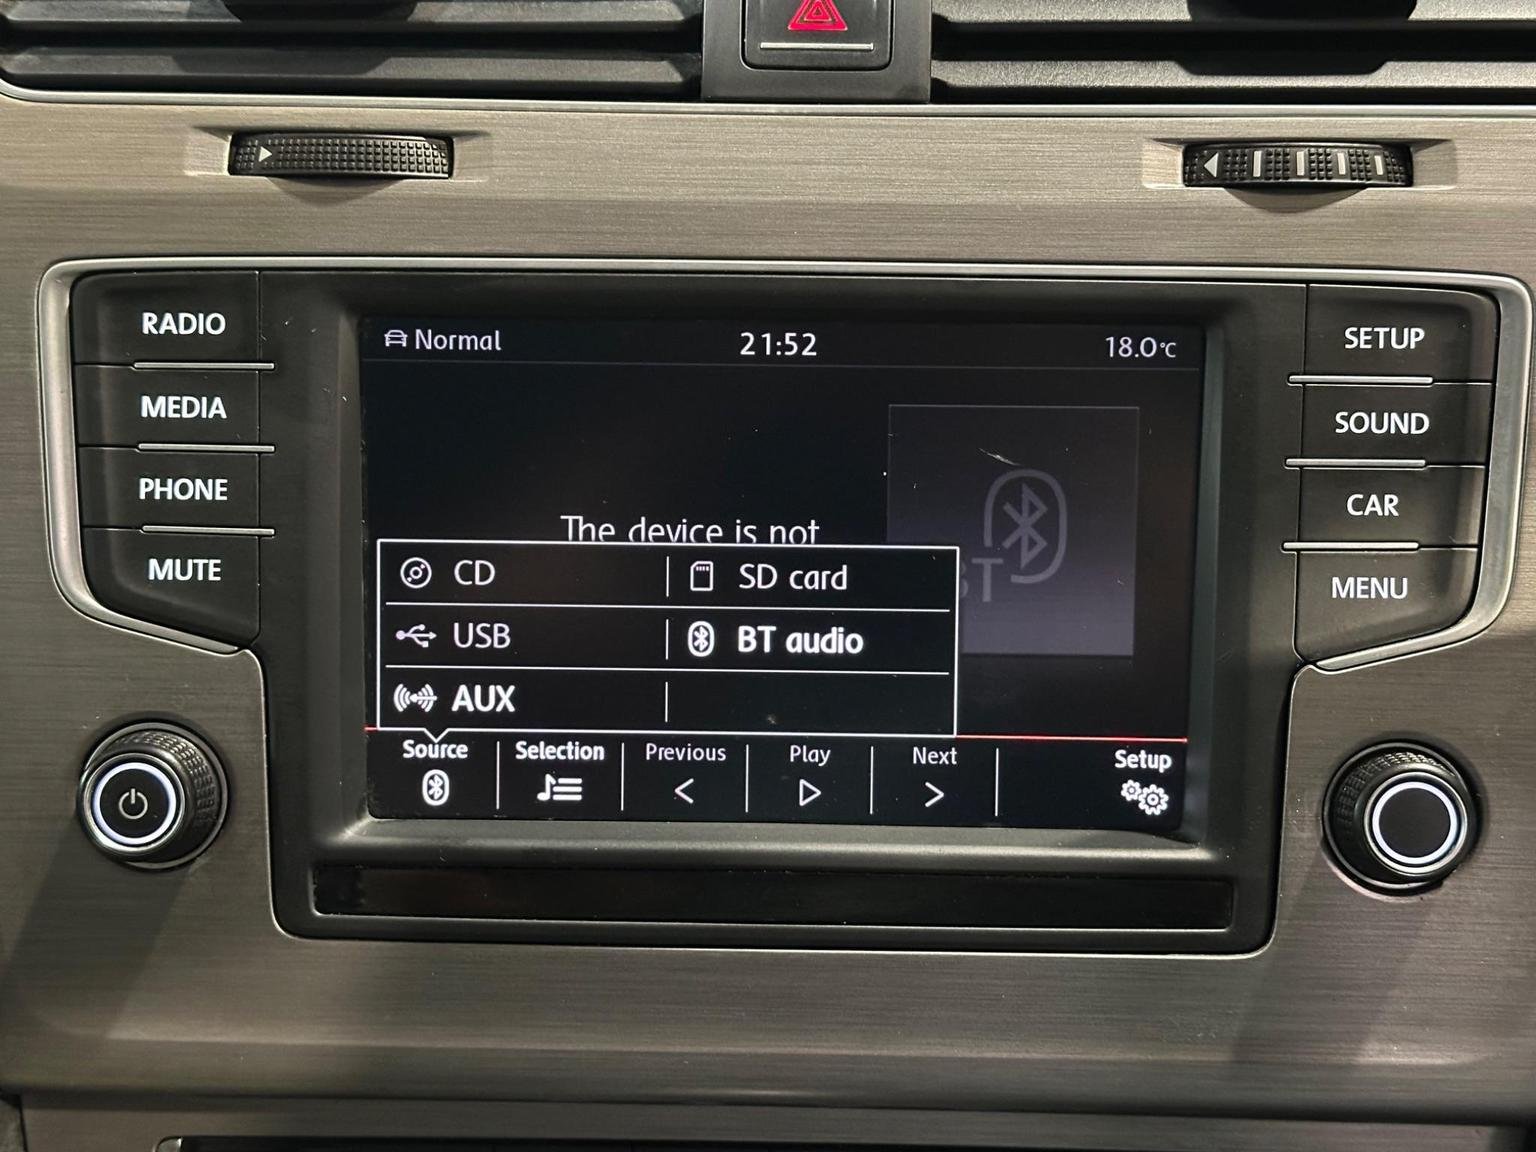 RADIO
MEDIA
PHONE
MUTE
Normal 21:52 18.0°C
The device is not
CD SD card
USB BT audio
AUX
Source Selection Previous Play Next Setup
SETUP
SOUND
CAR
MENU